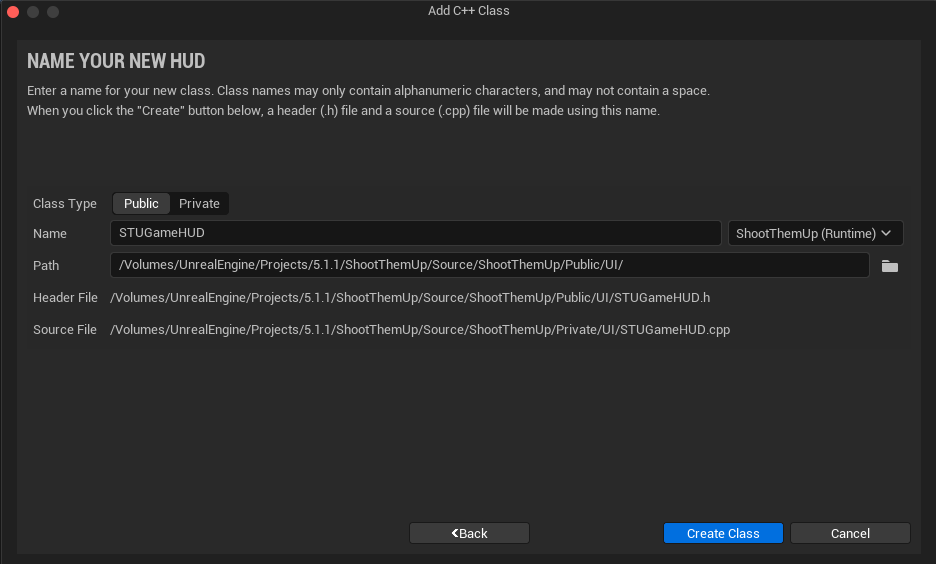 Add C++ Class
NAME YOUR NEW HUD
Enter a name for your new class. Class names may only contain alphanumeric characters, and may not contain a space.
When you click the "Create" button below, a header (.h) file and a source (.cpp) file will be made using this name.
Class Type Public Private
Name STUGameHUD ShootThemUp (Runtime)
Path /Volumes/UnrealEngine/Projects/5.1.1/ShootThemUp/Source/ShootThemUp/Public/UI/
Header File /Volumes/UnrealEngine/Projects/5.1.1/ShootThemUp/Source/ShootThemUp/Public/UI/STUGameHUD.h
Source File /Volumes/UnrealEngine/Projects/5.1.1/ShootThemUp/Source/ShootThemUp/Private/UI/STUGameHUD.cpp
Back Create Class Cancel